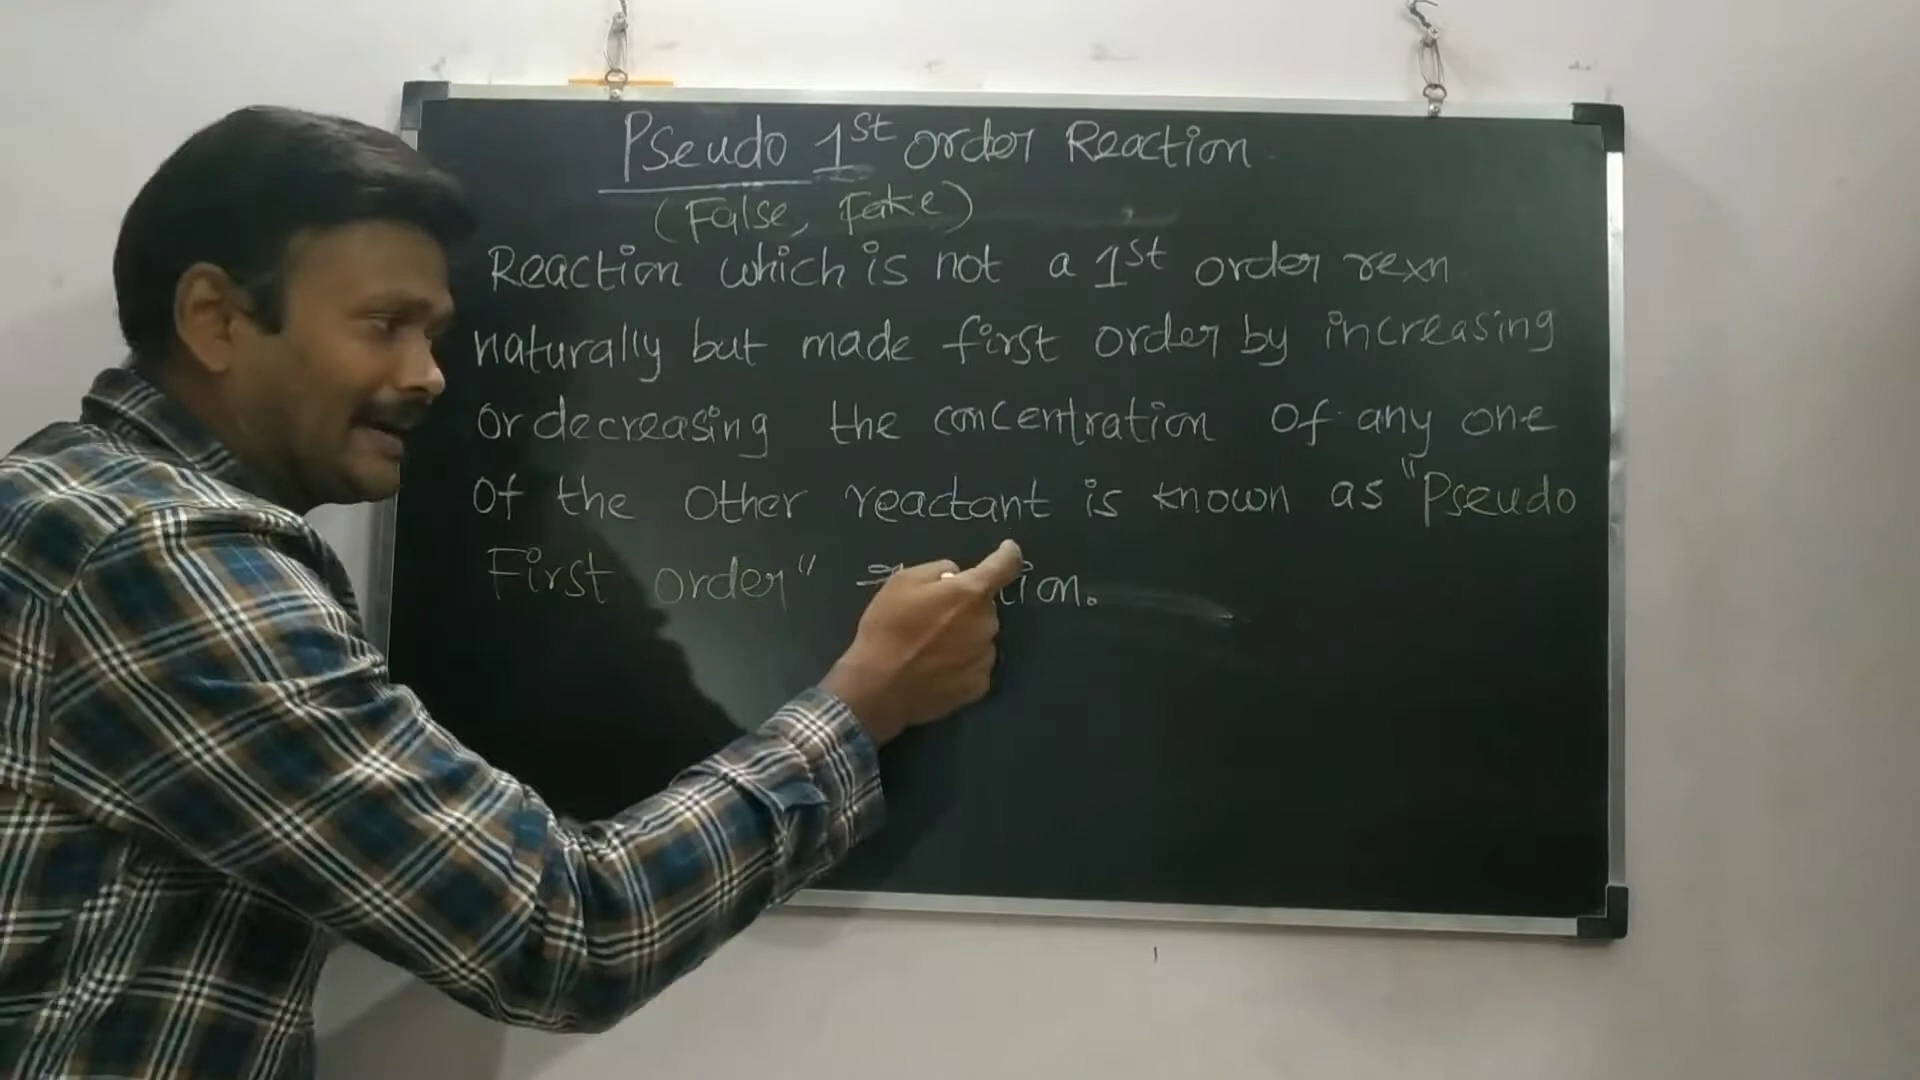 Pseudo 1st order Reaction
(False, Fake)
Reaction which is not a 1st order rexn
naturally but made first order by increasing
or decreasing the concentration of any one
of the other reactant is known as "Pseudo
First order"